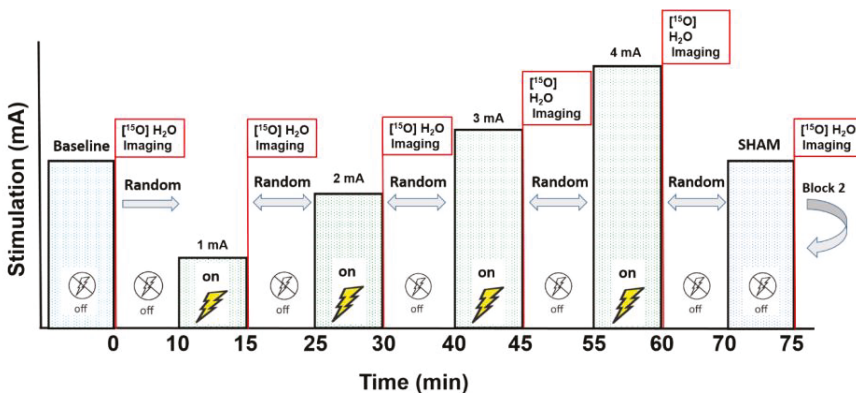 Stimulation (mA)
Baseline
off
[¹⁵O] H₂O
Imaging
Random
off
1 mA
on
[¹⁵O] H₂O
Imaging
Random
off
2 mA
on
[¹⁵O] H₂O
Imaging
Random
off
3 mA
on
[¹⁵O]
H₂O
Imaging
Random
off
4 mA
on
[¹⁵O]
H₂O
Imaging
Random
off
SHAM
off
[¹⁵O] H₂O
Imaging
Block 2
0 10 15 25 30 40 45 55 60 70 75
Time (min)